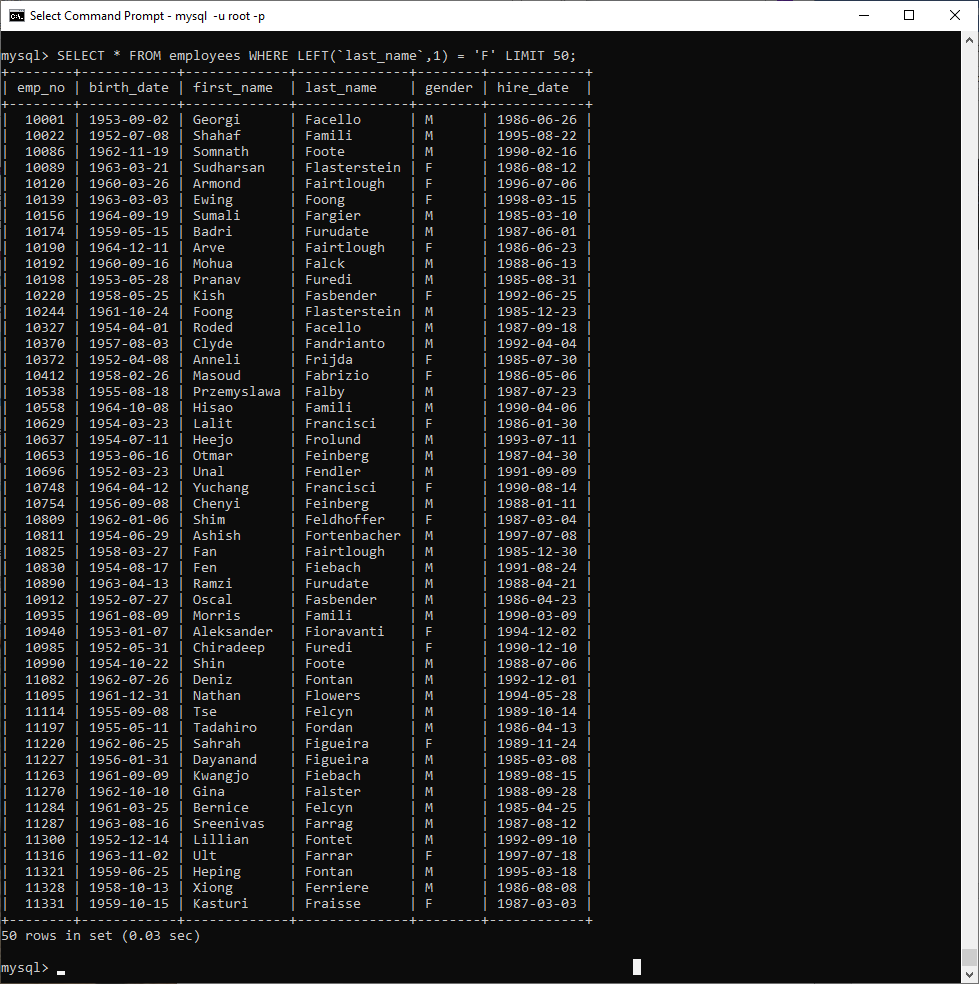 Select Command Prompt - mysql -u root -p
mysql> SELECT * FROM employees WHERE LEFT(`last_name`,1) = 'F' LIMIT 50;
+--------+------------+-------------+--------------+--------+------------+
| emp_no | birth_date | first_name  | last_name    | gender | hire_date  |
+--------+------------+-------------+--------------+--------+------------+
|  10001 | 1953-09-02 | Georgi      | Facello      | M      | 1986-06-26 |
|  10022 | 1952-07-08 | Shahaf      | Famili       | M      | 1995-08-22 |
|  10086 | 1962-11-19 | Somnath     | Foote        | M      | 1990-02-16 |
|  10089 | 1963-03-21 | Sudharsan   | Flasterstein | F      | 1986-08-12 |
|  10120 | 1960-03-26 | Armond      | Fairtlough   | F      | 1996-07-06 |
|  10139 | 1963-03-03 | Ewing       | Foong        | F      | 1998-03-15 |
|  10156 | 1964-09-19 | Sumali      | Fargier      | M      | 1985-03-10 |
|  10174 | 1959-05-15 | Badri       | Furudate     | M      | 1987-06-01 |
|  10190 | 1964-12-11 | Arve        | Fairtlough   | F      | 1986-06-23 |
|  10192 | 1960-09-16 | Mohua       | Falck        | M      | 1988-06-13 |
|  10198 | 1953-05-28 | Pranav      | Furedi       | M      | 1985-08-31 |
|  10220 | 1958-05-25 | Kish        | Fasbender    | F      | 1992-06-25 |
|  10244 | 1961-10-24 | Foong       | Flasterstein | M      | 1985-12-23 |
|  10327 | 1954-04-01 | Roded       | Facello      | M      | 1987-09-18 |
|  10370 | 1957-08-03 | Clyde       | Fandrianto   | M      | 1992-04-04 |
|  10372 | 1952-04-08 | Anneli      | Frijda       | F      | 1985-07-30 |
|  10412 | 1958-02-26 | Masoud      | Fabrizio     | F      | 1986-05-06 |
|  10538 | 1955-08-18 | Przemyslawa | Falby        | M      | 1987-07-23 |
|  10558 | 1964-10-08 | Hisao       | Famili       | M      | 1990-04-06 |
|  10629 | 1954-03-23 | Lalit       | Francisci    | F      | 1986-01-30 |
|  10637 | 1954-07-11 | Heejo       | Frolund      | M      | 1993-07-11 |
|  10653 | 1953-06-16 | Otmar       | Feinberg     | M      | 1987-04-30 |
|  10696 | 1952-03-23 | Unal        | Fendler      | M      | 1991-09-09 |
|  10748 | 1964-04-12 | Yuchang     | Francisci    | F      | 1990-08-14 |
|  10754 | 1956-09-08 | Chenyi      | Feinberg     | M      | 1988-01-11 |
|  10809 | 1962-01-06 | Shim        | Feldhoffer   | F      | 1987-03-04 |
|  10811 | 1954-06-29 | Ashish      | Fortenbacher | M      | 1997-07-08 |
|  10825 | 1958-03-27 | Fan         | Fairtlough   | M      | 1985-12-30 |
|  10830 | 1954-08-17 | Fen         | Fiebach      | M      | 1991-08-24 |
|  10890 | 1963-04-13 | Ramzi       | Furudate     | M      | 1988-04-21 |
|  10912 | 1952-07-27 | Oscal       | Fasbender    | M      | 1986-04-23 |
|  10935 | 1961-08-09 | Morris      | Famili       | M      | 1990-03-09 |
|  10940 | 1953-01-07 | Aleksander  | Fioravanti   | F      | 1994-12-02 |
|  10985 | 1952-05-31 | Chiradeep   | Furedi       | F      | 1990-12-10 |
|  10990 | 1954-10-22 | Shin        | Foote        | M      | 1988-07-06 |
|  11082 | 1962-07-26 | Deniz       | Fontan       | M      | 1992-12-01 |
|  11095 | 1961-12-31 | Nathan      | Flowers      | M      | 1994-05-28 |
|  11114 | 1955-09-08 | Tse         | Felcyn       | M      | 1989-10-14 |
|  11197 | 1955-05-11 | Tadahiro    | Fordan       | M      | 1986-04-13 |
|  11220 | 1962-06-25 | Sahrah      | Figueira     | F      | 1989-11-24 |
|  11227 | 1956-01-31 | Dayanand    | Figueira     | M      | 1985-03-08 |
|  11263 | 1961-09-09 | Kwangjo     | Fiebach      | M      | 1989-08-15 |
|  11270 | 1962-10-10 | Gina        | Falster      | M      | 1988-09-28 |
|  11284 | 1961-03-25 | Bernice     | Felcyn       | M      | 1985-04-25 |
|  11287 | 1963-08-16 | Sreenivas   | Farrag       | M      | 1987-08-12 |
|  11300 | 1952-12-14 | Lillian     | Fontet       | M      | 1992-09-10 |
|  11316 | 1963-11-02 | Ult         | Farrar       | F      | 1997-07-18 |
|  11321 | 1959-06-25 | Heping      | Fontan       | M      | 1995-03-18 |
|  11328 | 1958-10-13 | Xiong       | Ferriere     | M      | 1986-08-08 |
|  11331 | 1959-10-15 | Kasturi     | Fraisse      | F      | 1987-03-03 |
+--------+------------+-------------+--------------+--------+------------+
50 rows in set (0.03 sec)
mysql>